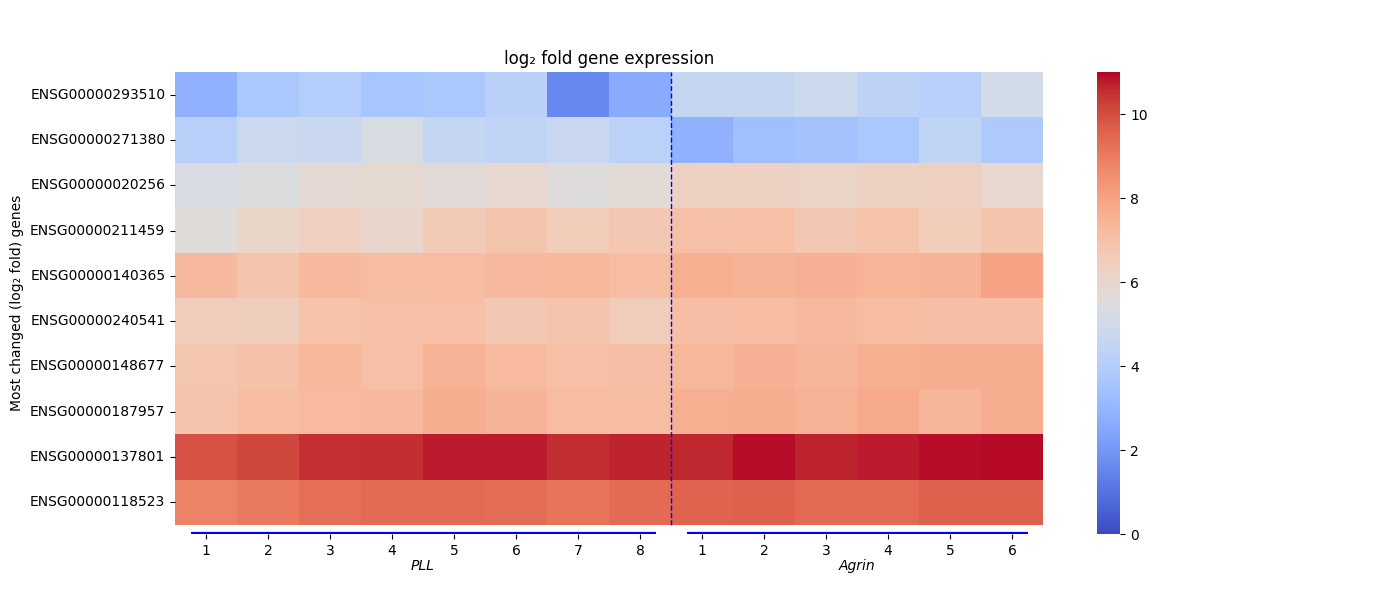 log₂ fold gene expression
Most changed (log₂ fold) genes
ENSG00000293510
ENSG00000271380
ENSG00000020256
ENSG00000211459
ENSG00000140365
ENSG00000240541
ENSG00000148677
ENSG00000187957
ENSG00000137801
ENSG00000118523
1 2 3 4 5 6 7 8 1 2 3 4 5 6
PLL Agrin
10
8
6
4
2
0